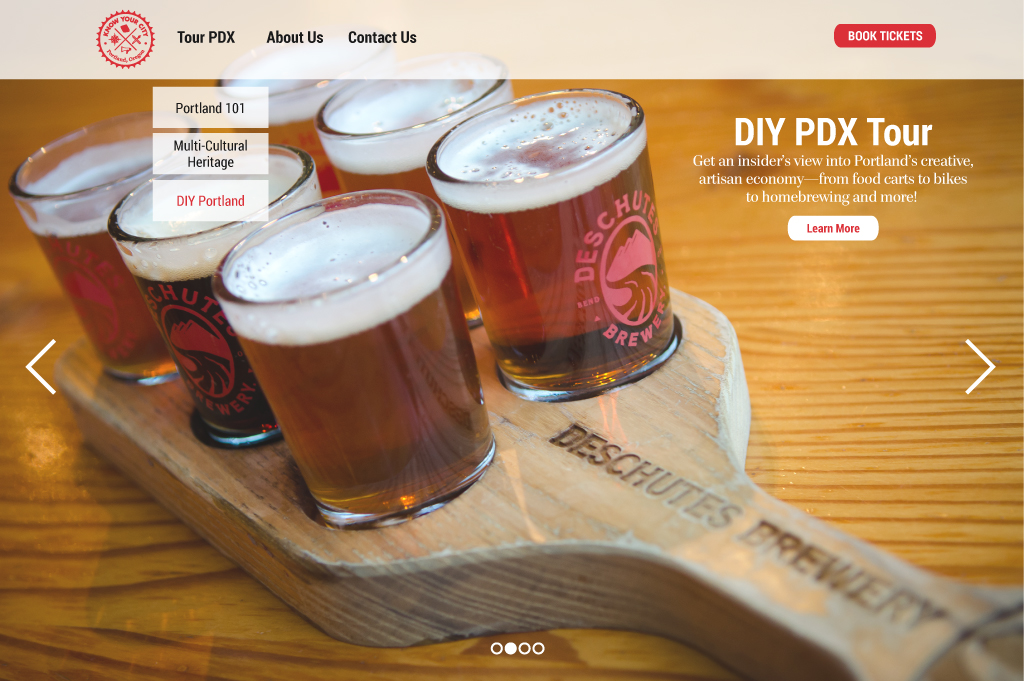 KNOW YOUR CITY
Portland, Oregon
Tour PDX
About Us
Contact Us
BOOK TICKETS
Portland 101
Multi-Cultural
Heritage
DIY Portland
DIY PDX Tour
Get an insider's view into Portland's creative,
artisan economy—from food carts to bikes
to homebrewing and more!
Learn More
DESCHUTES
BEND
BREWERY
DESCHUTES
BREWERY
DESCHUTES BREWERY